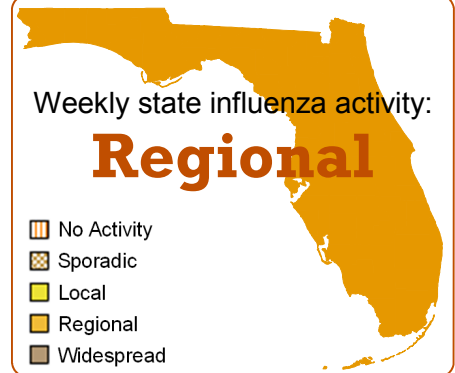 Weekly state influenza activity:
Regional
No Activity
Sporadic
Local
Regional
Widespread